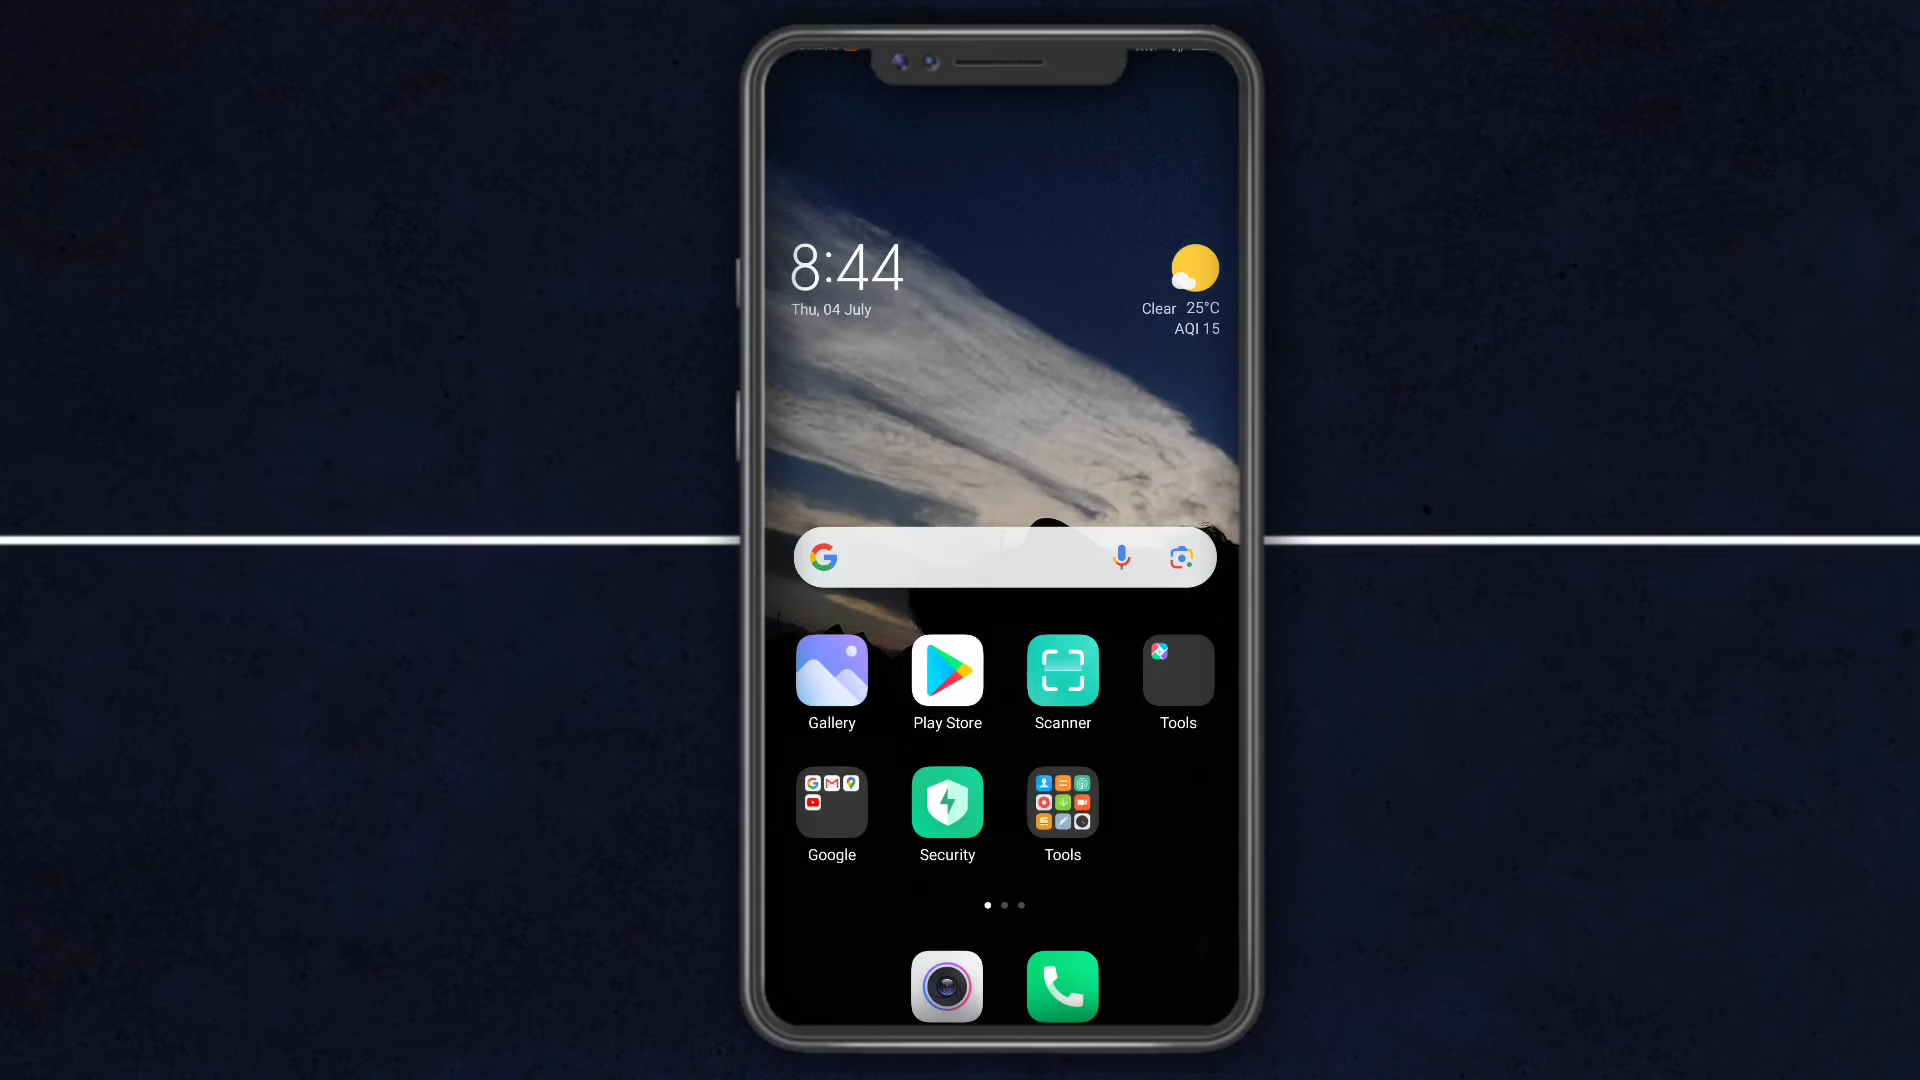 8:44
Thu, 04 July
Clear 25°C
AQI 15
Gallery
Play Store
Scanner
Tools
Google
Security
Tools